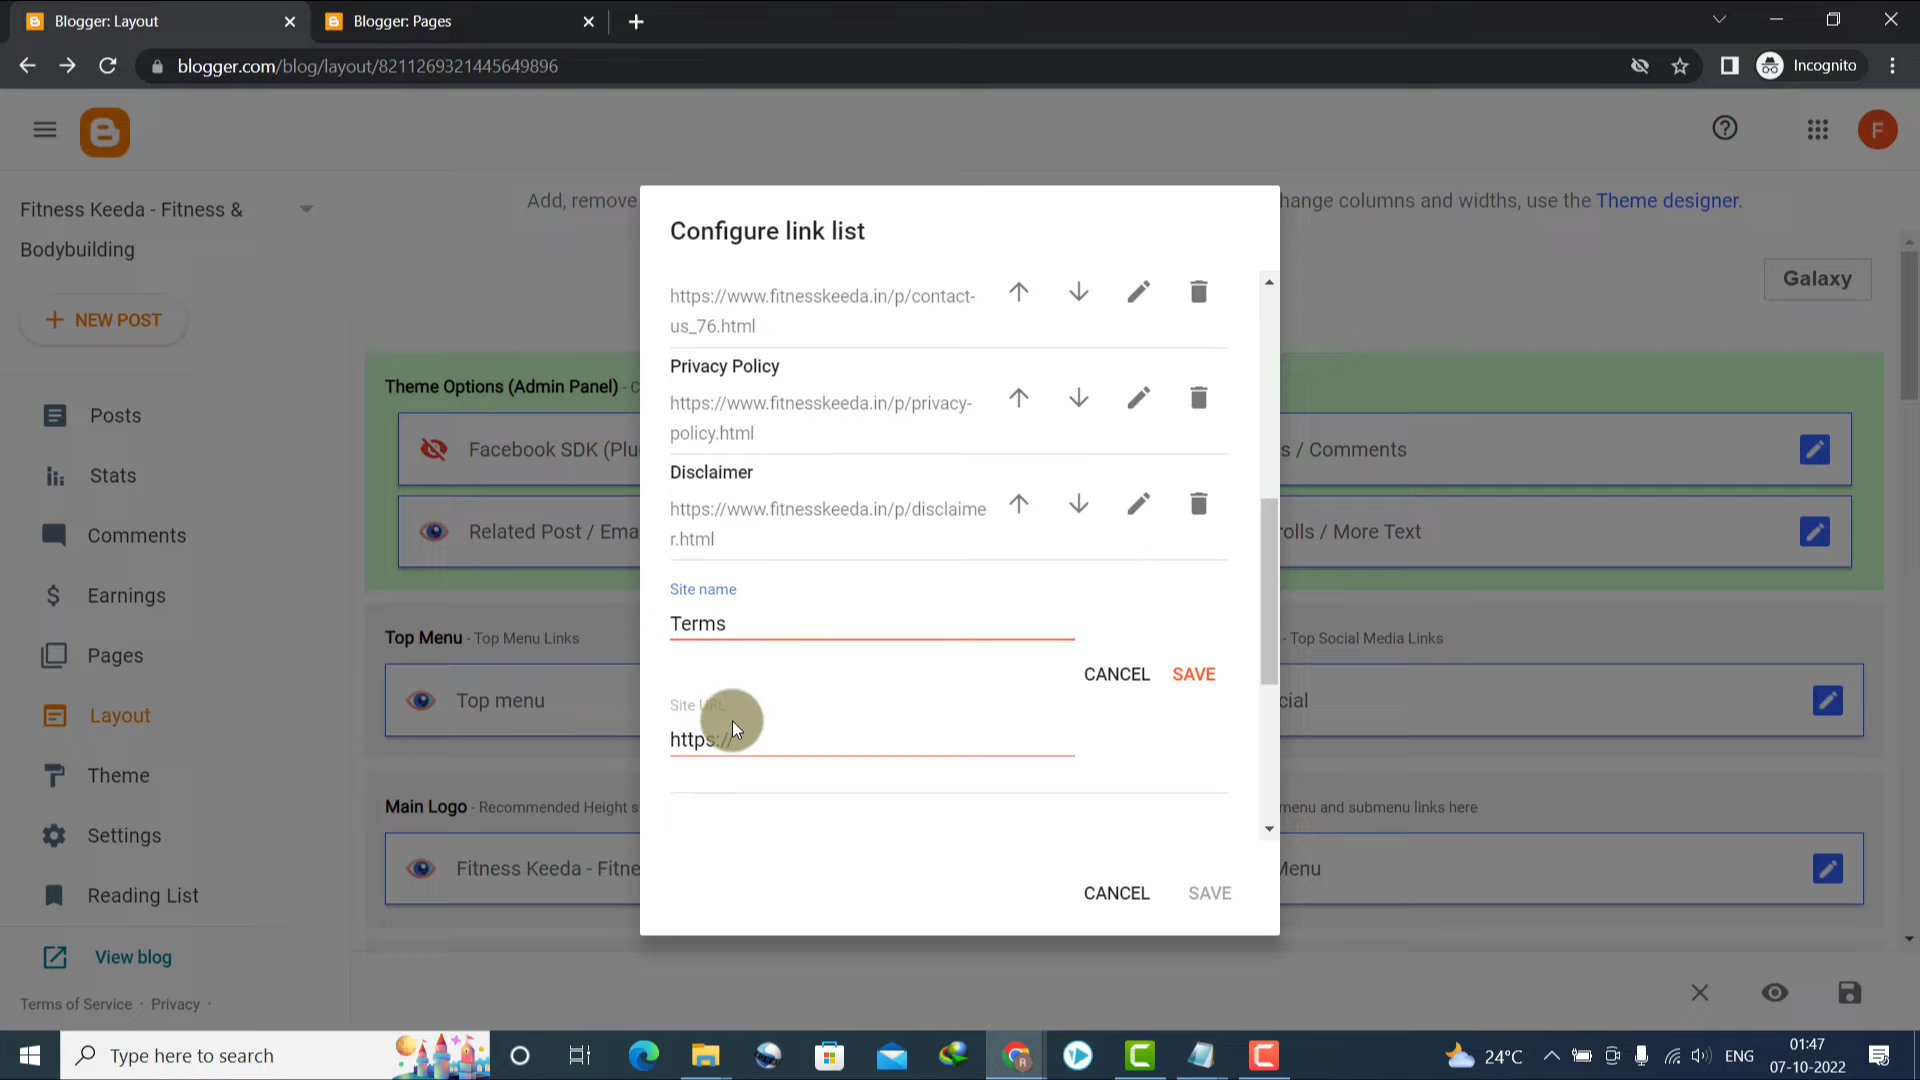 Blogger: Layout
Blogger: Pages
blogger.com/blog/layout/8211269321445649896
Incognito
F
Fitness Keeda - Fitness &
Bodybuilding
Add, remove
hange columns and widths, use the Theme designer.
Galaxy
NEW POST
Posts
Stats
Comments
Earnings
Pages
Layout
Theme
Settings
Reading List
View blog
Terms of Service · Privacy ·
Theme Options (Admin Panel) - C
Facebook SDK (Plu
s / Comments
Related Post / Ema
rolls / More Text
Top Menu - Top Menu Links
- Top Social Media Links
Top menu
cial
Main Logo - Recommended Height s
menu and submenu links here
Fitness Keeda - Fitne
Menu
Configure link list
https://www.fitnesskeeda.in/p/contact-
us_76.html
Privacy Policy
https://www.fitnesskeeda.in/p/privacy-
policy.html
Disclaimer
https://www.fitnesskeeda.in/p/disclaime
r.html
Site name
Terms
CANCEL SAVE
Site URL
https://
CANCEL SAVE
Type here to search
24°C
ENG
01:47
07-10-2022